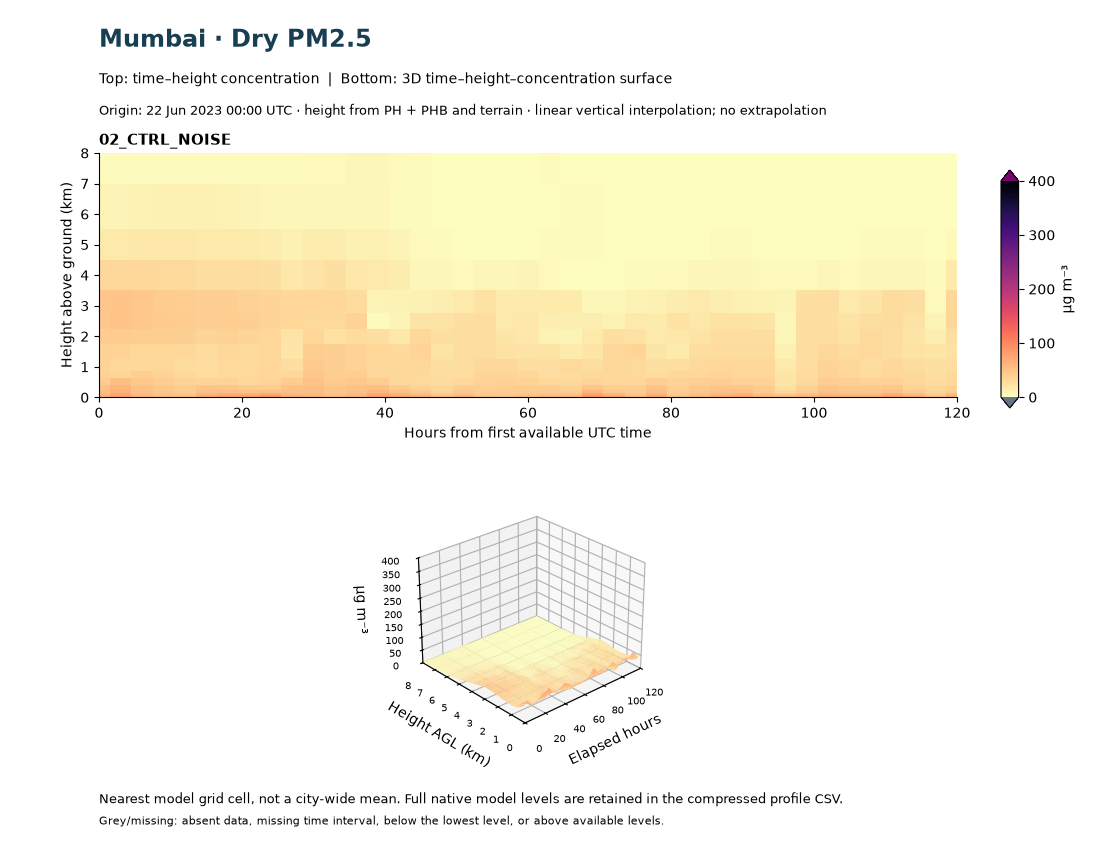 Mumbai · Dry PM2.5
Top: time–height concentration | Bottom: 3D time–height–concentration surface
Origin: 22 Jun 2023 00:00 UTC · height from PH + PHB and terrain · linear vertical interpolation; no extrapolation
02_CTRL_NOISE
8
7
6
5
4
3
2
1
0
Height above ground (km)
0 20 40 60 80 100 120
Hours from first available UTC time
400
300
200
100
0
µg m⁻³
400
350
300
250
200
150
100
50
0
µg m⁻³
8 7 6 5 4 3 2 1 0
Height AGL (km)
0 20 40 60 80 100 120
Elapsed hours
Nearest model grid cell, not a city-wide mean. Full native model levels are retained in the compressed profile CSV.
Grey/missing: absent data, missing time interval, below the lowest level, or above available levels.